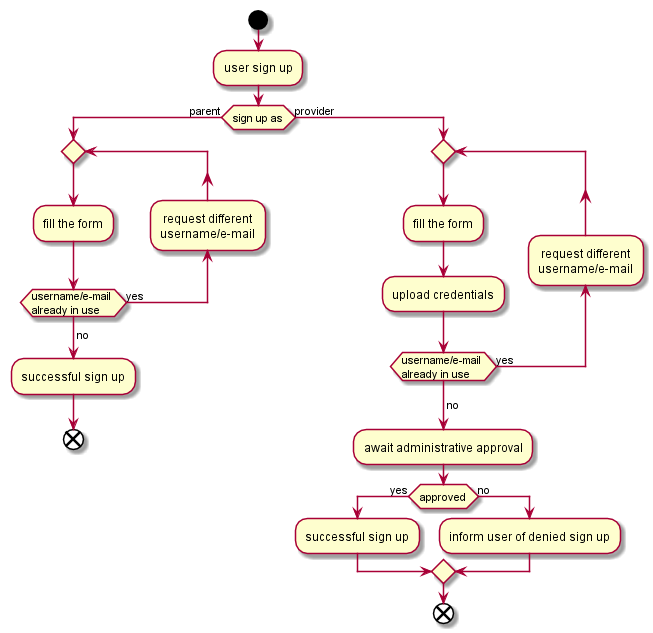 user sign up
parent
sign up as
provider
fill the form
request different
username/e-mail
username/e-mail
already in use
yes
no
successful sign up
fill the form
upload credentials
request different
username/e-mail
username/e-mail
already in use
yes
no
await administrative approval
yes
approved
no
successful sign up
inform user of denied sign up